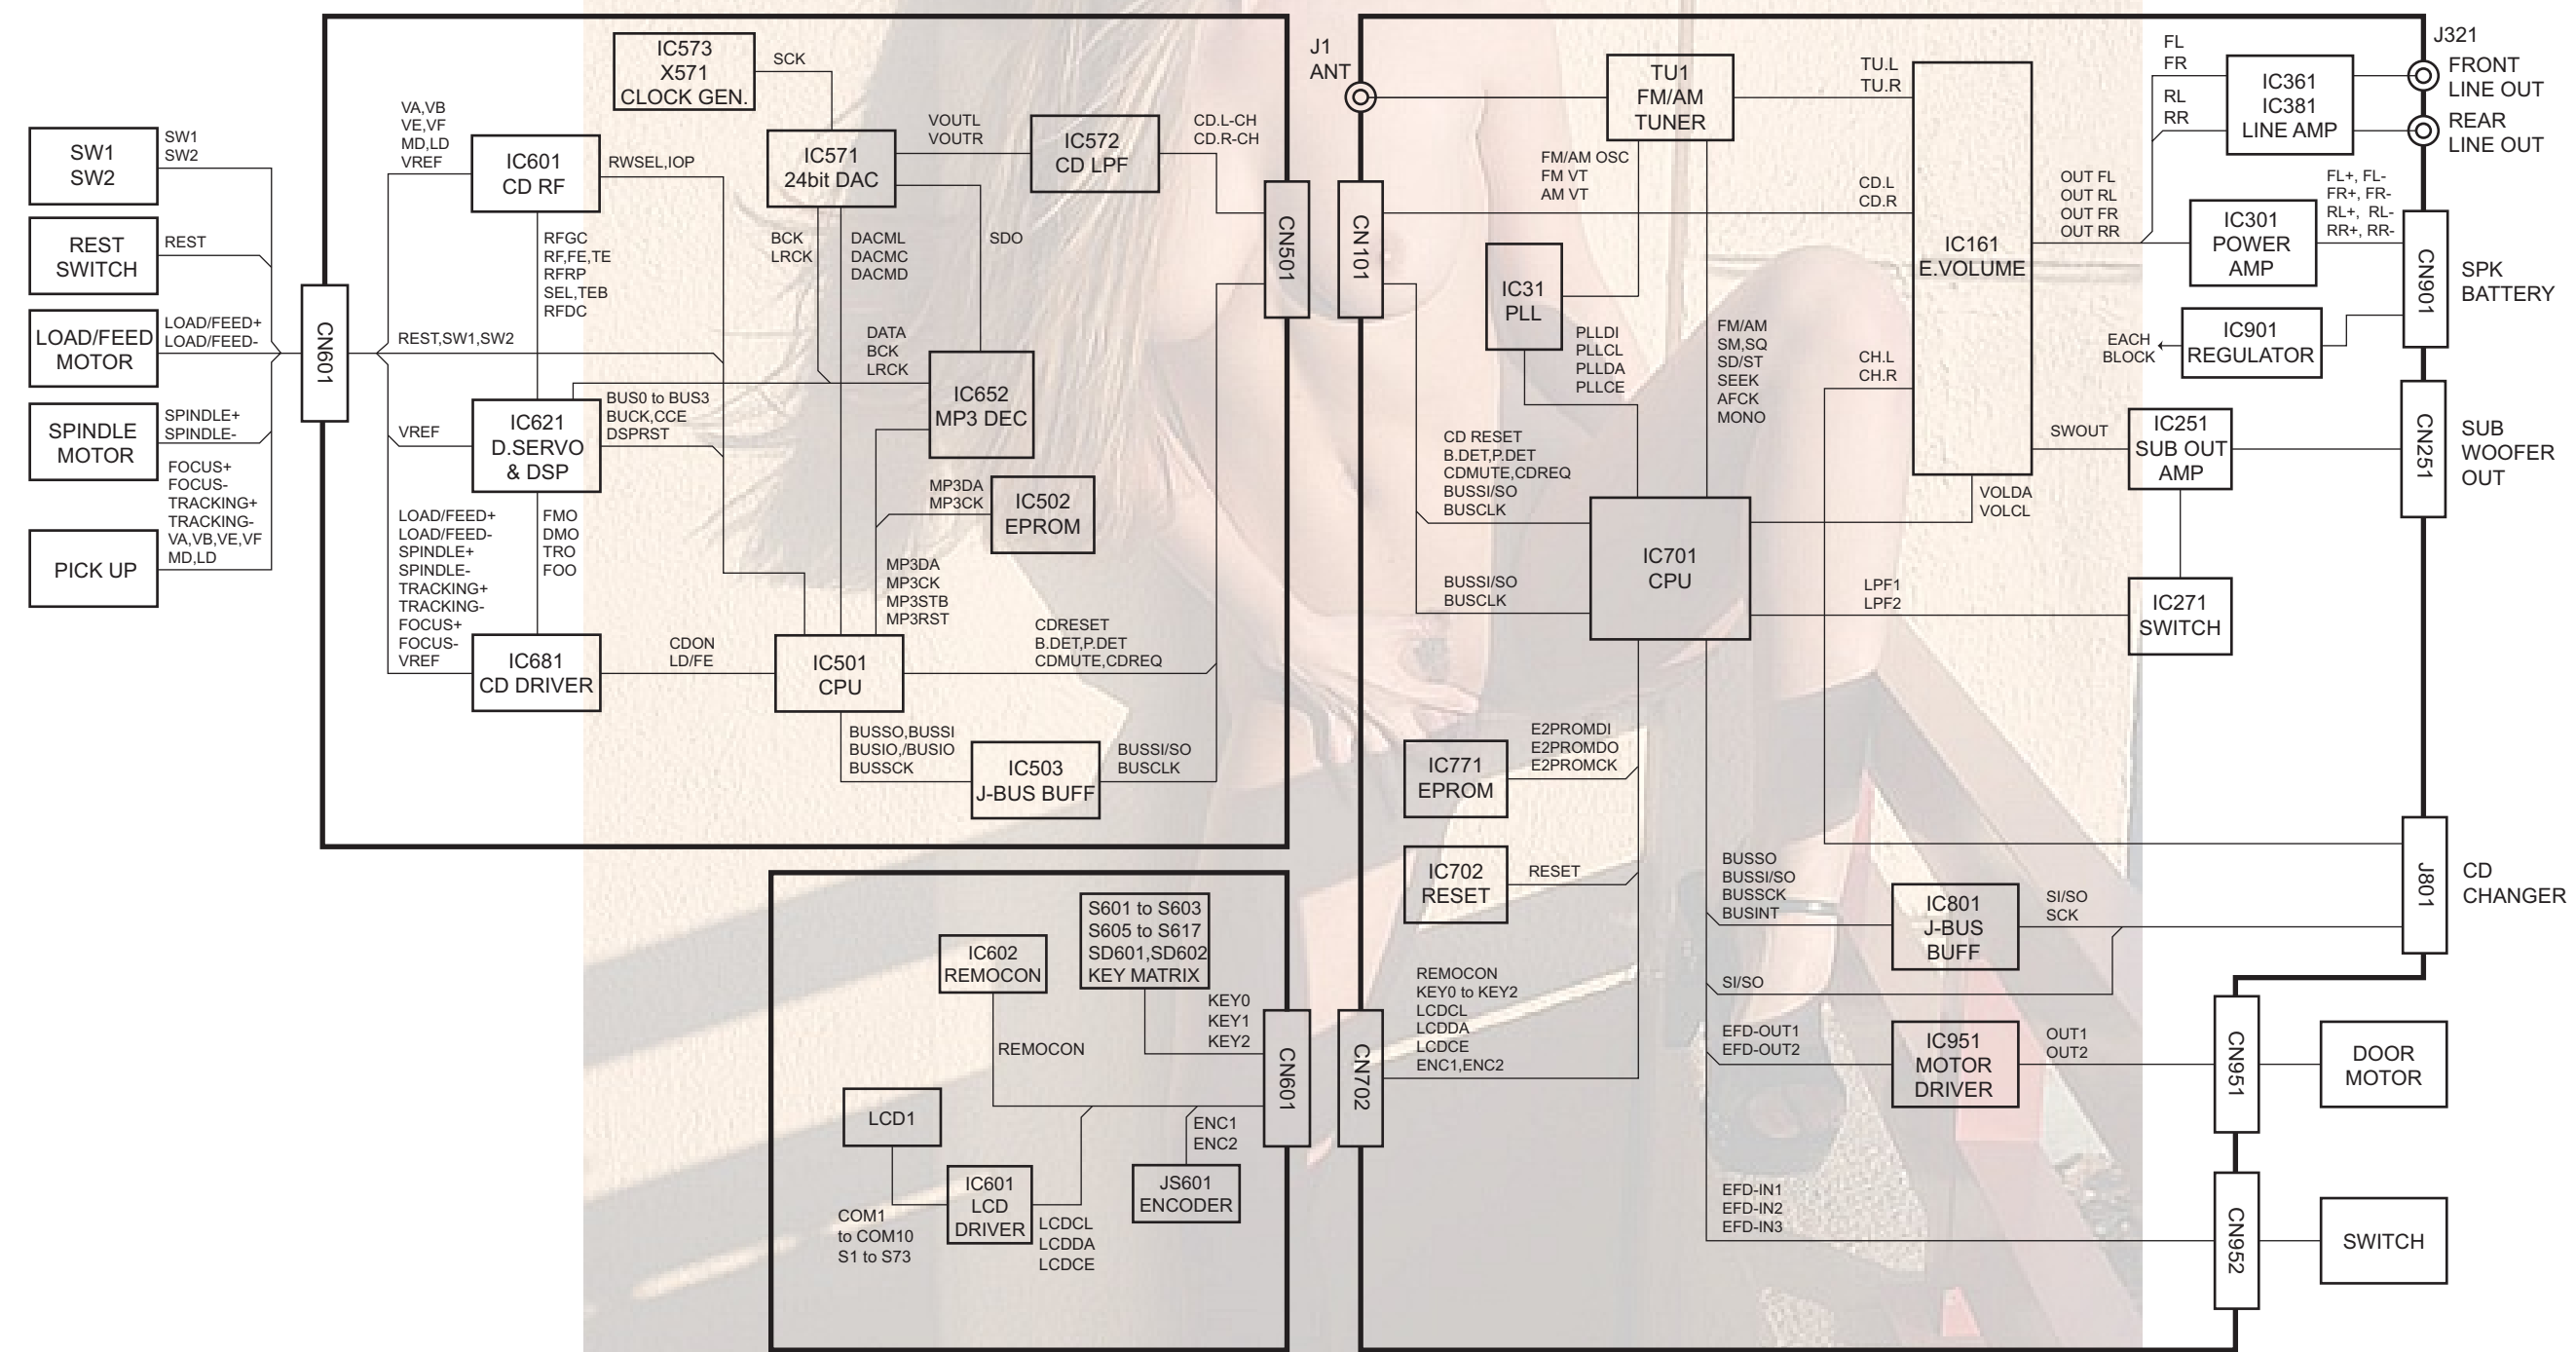 SW1
SW2
SW1
SW2
REST
SWITCH
REST
LOAD/FEED
MOTOR
LOAD/FEED+
LOAD/FEED-
SPINDLE
MOTOR
SPINDLE+
SPINDLE-
PICK UP
FOCUS+
FOCUS-
TRACKING+
TRACKING-
VA,VB,VE,VF
MD,LD
CN601
IC573
X571
CLOCK GEN.
SCK
VA,VB
VE,VF
MD,LD
VREF
IC601
CD RF
RWSEL,IOP
IC571
24bit DAC
VOUTL
VOUTR
IC572
CD LPF
CD.L-CH
CD.R-CH
CN501
RFGC
RF,FE,TE
RFRP
SEL,TEB
RFDC
BCK
LRCK
DACML
DACMC
DACMD
SDO
REST,SW1,SW2
DATA
BCK
LRCK
IC652
MP3 DEC
VREF
IC621
D.SERVO
& DSP
BUS0 to BUS3
BUCK,CCE
DSPRST
MP3DA
MP3CK
IC502
EPROM
LOAD/FEED+
LOAD/FEED-
SPINDLE+
SPINDLE-
TRACKING+
TRACKING-
FOCUS+
FOCUS-
VREF
FMO
DMO
TRO
FOO
MP3DA
MP3CK
MP3STB
MP3RST
IC681
CD DRIVER
CDON
LD/FE
IC501
CPU
CDRESET
B.DET,P.DET
CDMUTE,CDREQ
BUSSO,BUSSI
BUSIO,/BUSIO
BUSSCK
IC503
J-BUS BUFF
BUSSI/SO
BUSCLK
IC602
REMOCON
S601 to S603
S605 to S617
SD601,SD602
KEY MATRIX
KEY0
KEY1
KEY2
REMOCON
CN601
LCD1
IC601
LCD
DRIVER
COM1
to COM10
S1 to S73
LCDCL
LCDDA
LCDCE
ENC1
ENC2
JS601
ENCODER
J1
ANT
TU1
FM/AM
TUNER
TU.L
TU.R
FM/AM OSC
FM VT
AM VT
CN101
CD.L
CD.R
IC161
E.VOLUME
IC31
PLL
PLLDI
PLLCL
PLLDA
PLLCE
FM/AM
SM,SQ
SD/ST
SEEK
AFCK
MONO
CH.L
CH.R
CD RESET
B.DET,P.DET
CDMUTE,CDREQ
BUSSI/SO
BUSCLK
IC701
CPU
VOLDA
VOLCL
BUSSI/SO
BUSCLK
LPF1
LPF2
FL
FR
RL
RR
IC361
IC381
LINE AMP
J321
FRONT
LINE OUT
REAR
LINE OUT
OUT FL
OUT RL
OUT FR
OUT RR
IC301
POWER
AMP
FL+, FL-
FR+, FR-
RL+, RL-
RR+, RR-
CN901
SPK
BATTERY
EACH
BLOCK
IC901
REGULATOR
SWOUT
IC251
SUB OUT
AMP
CN251
SUB
WOOFER
OUT
IC271
SWITCH
IC771
EPROM
E2PROMDI
E2PROMDO
E2PROMCK
IC702
RESET
RESET
REMOCON
KEY0 to KEY2
LCDCL
LCDDA
LCDCE
ENC1,ENC2
CN702
BUSSO
BUSSI/SO
BUSSCK
BUSINT
IC801
J-BUS
BUFF
SI/SO
SCK
J801
CD
CHANGER
SI/SO
EFD-OUT1
EFD-OUT2
IC951
MOTOR
DRIVER
OUT1
OUT2
CN951
DOOR
MOTOR
EFD-IN1
EFD-IN2
EFD-IN3
CN952
SWITCH